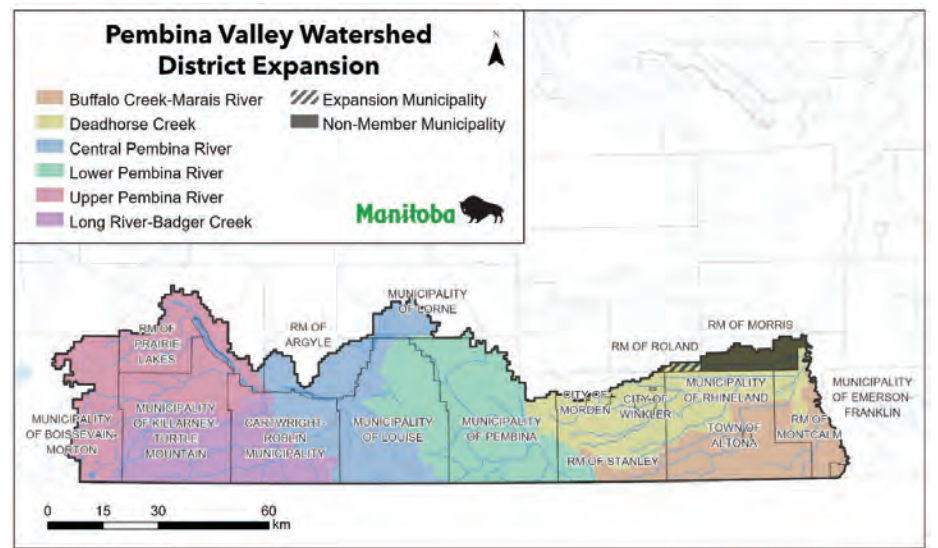 Pembina Valley Watershed
District Expansion
N
Buffalo Creek-Marais River
Deadhorse Creek
Central Pembina River
Lower Pembina River
Upper Pembina River
Long River-Badger Creek
Expansion Municipality
Non-Member Municipality
Manitoba
MUNICIPALITY
OF LORNE
RM OF
PRAIRIE
LAKES
RM OF
ARGYLE
RM OF MORRIS
RM OF ROLAND
MUNICIPALITY
OF BOISSEVAIN-
MORTON
MUNICIPALITY
OF KILLARNEY-
TURTLE
MOUNTAIN
CARTWRIGHT-
ROBLIN
MUNICIPALITY
MUNICIPALITY
OF LOUISE
MUNICIPALITY
OF PEMBINA
CITY OF
MORDEN
CITY OF
WINKLER
MUNICIPALITY
OF RHINELAND
MUNICIPALITY
OF EMERSON-
FRANKLIN
TOWN OF
ALTONA
RM OF
MONTCALM
RM OF STANLEY
0 15 30 60
km